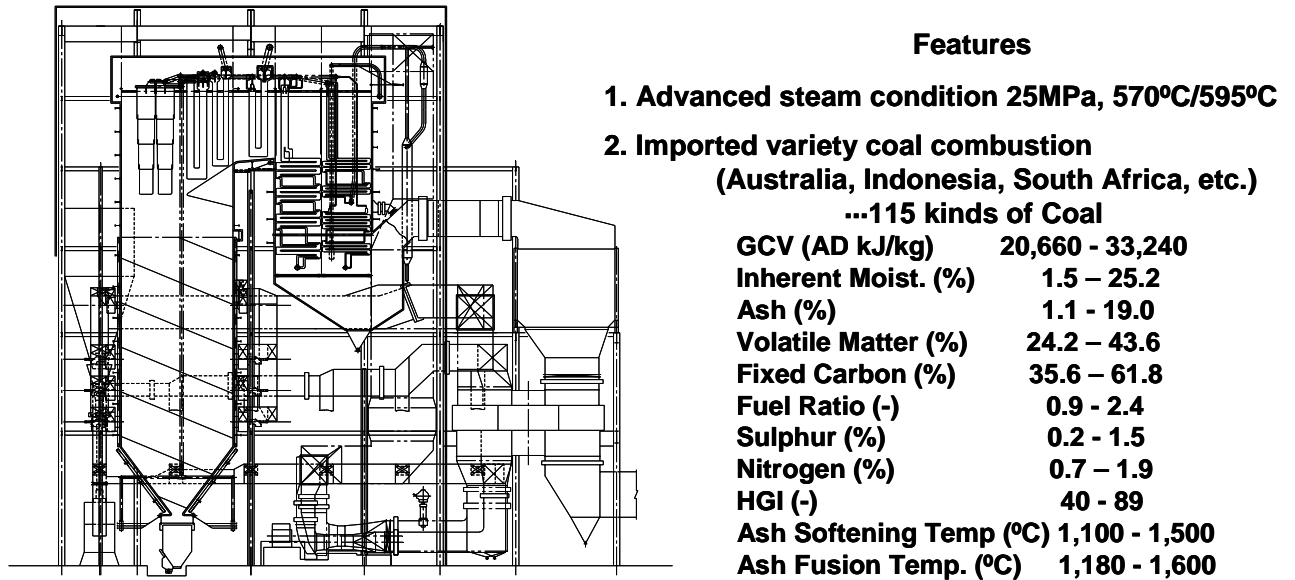 Features
1. Advanced steam condition 25MPa, 570ºC/595ºC
2. Imported variety coal combustion
(Australia, Indonesia, South Africa, etc.)
···115 kinds of Coal
GCV (AD kJ/kg) 20,660 - 33,240
Inherent Moist. (%) 1.5 – 25.2
Ash (%) 1.1 - 19.0
Volatile Matter (%) 24.2 – 43.6
Fixed Carbon (%) 35.6 – 61.8
Fuel Ratio (-) 0.9 - 2.4
Sulphur (%) 0.2 - 1.5
Nitrogen (%) 0.7 – 1.9
HGI (-) 40 - 89
Ash Softening Temp (ºC) 1,100 - 1,500
Ash Fusion Temp. (ºC) 1,180 - 1,600